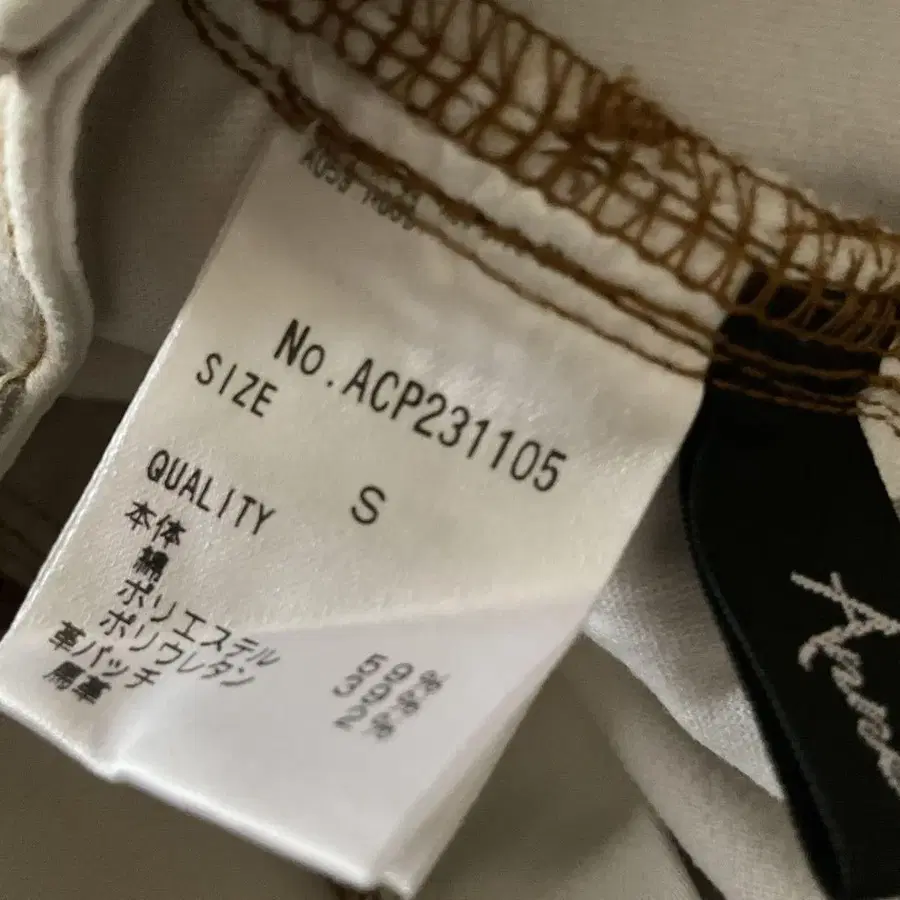 No.ACP231105
SIZE
S
QUALITY
本体
綿 59%
ポリエステル 39%
ポリウレタン 2%
革パッチ
馬革